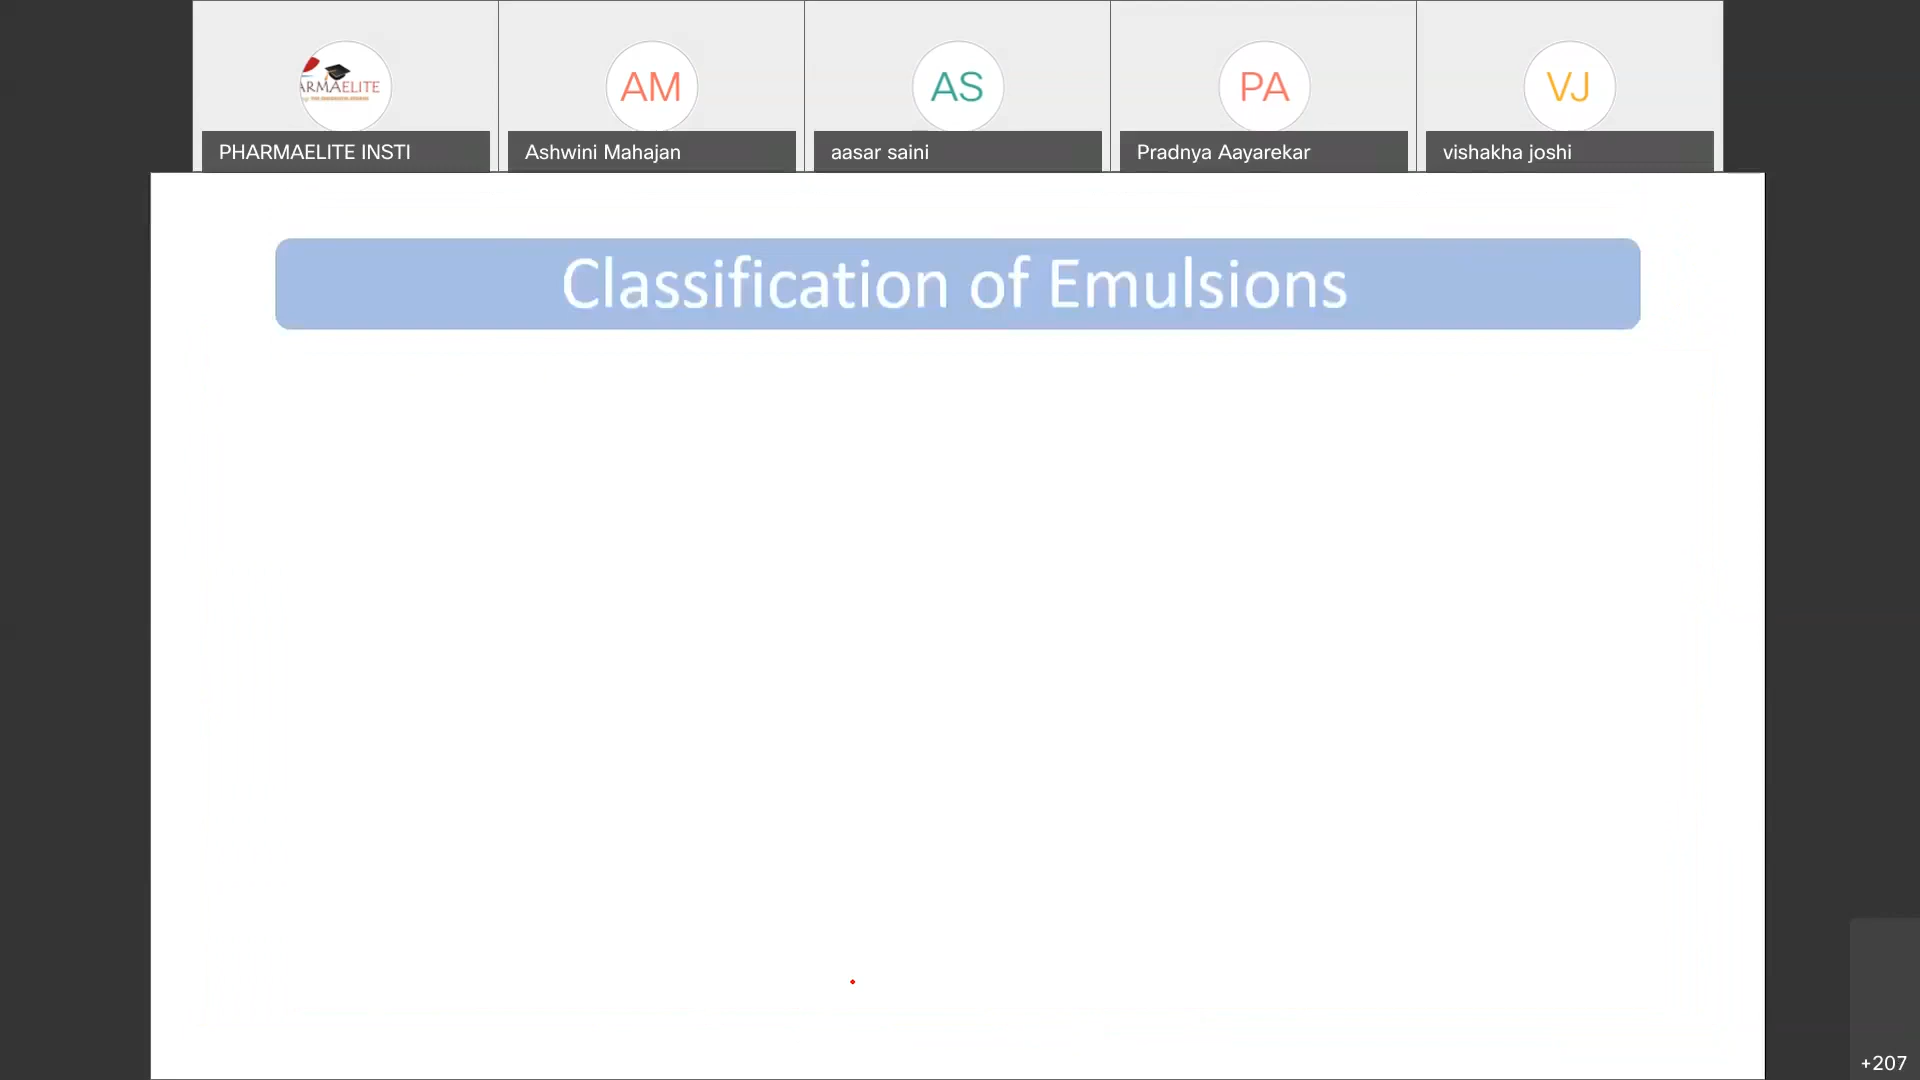 ARMAELITE
AM
AS
PA
VJ
PHARMAELITE INSTI
Ashwini Mahajan
aasar saini
Pradnya Aayarekar
vishakha joshi
Classification of Emulsions
+207